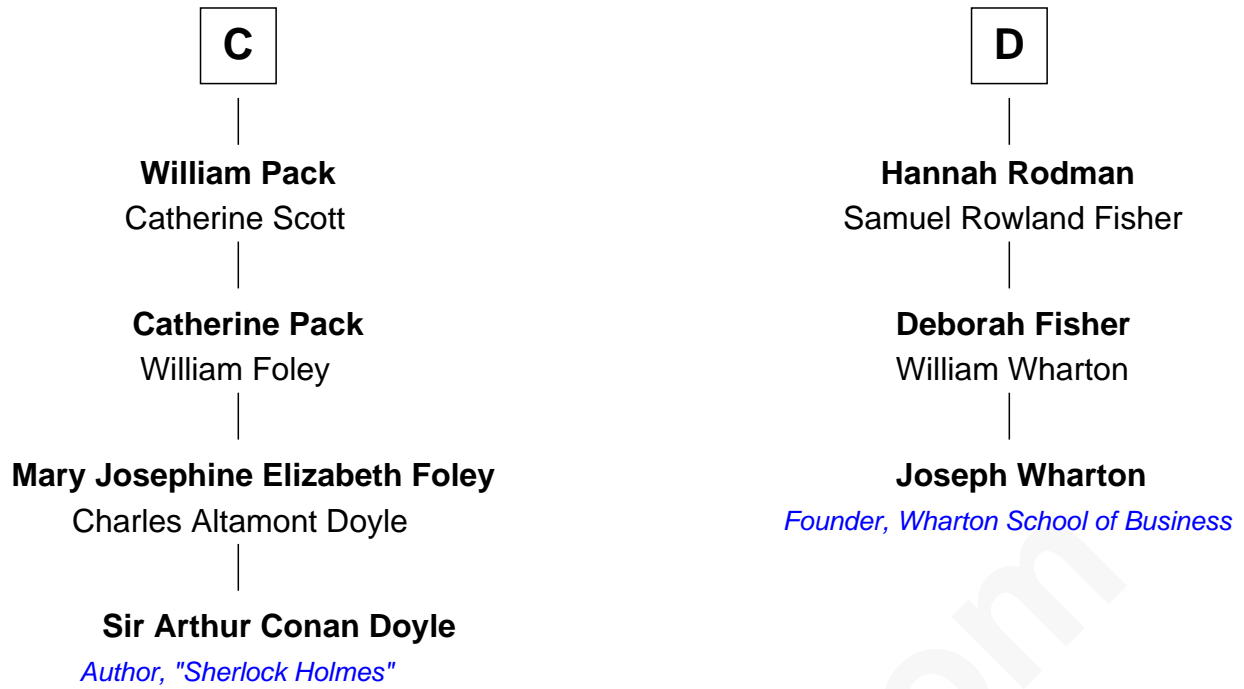 C
William Pack
Catherine Scott
Catherine Pack
William Foley
Mary Josephine Elizabeth Foley
Charles Altamont Doyle
Sir Arthur Conan Doyle
Author, "Sherlock Holmes"
D
Hannah Rodman
Samuel Rowland Fisher
Deborah Fisher
William Wharton
Joseph Wharton
Founder, Wharton School of Business
om